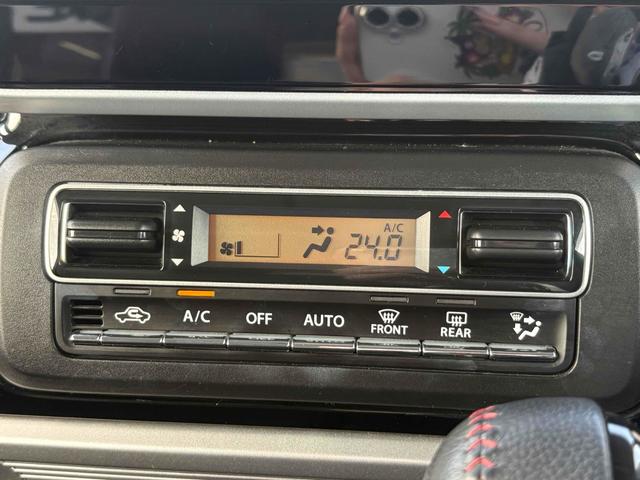 A/C
24.0
A/C
OFF
AUTO
FRONT
REAR